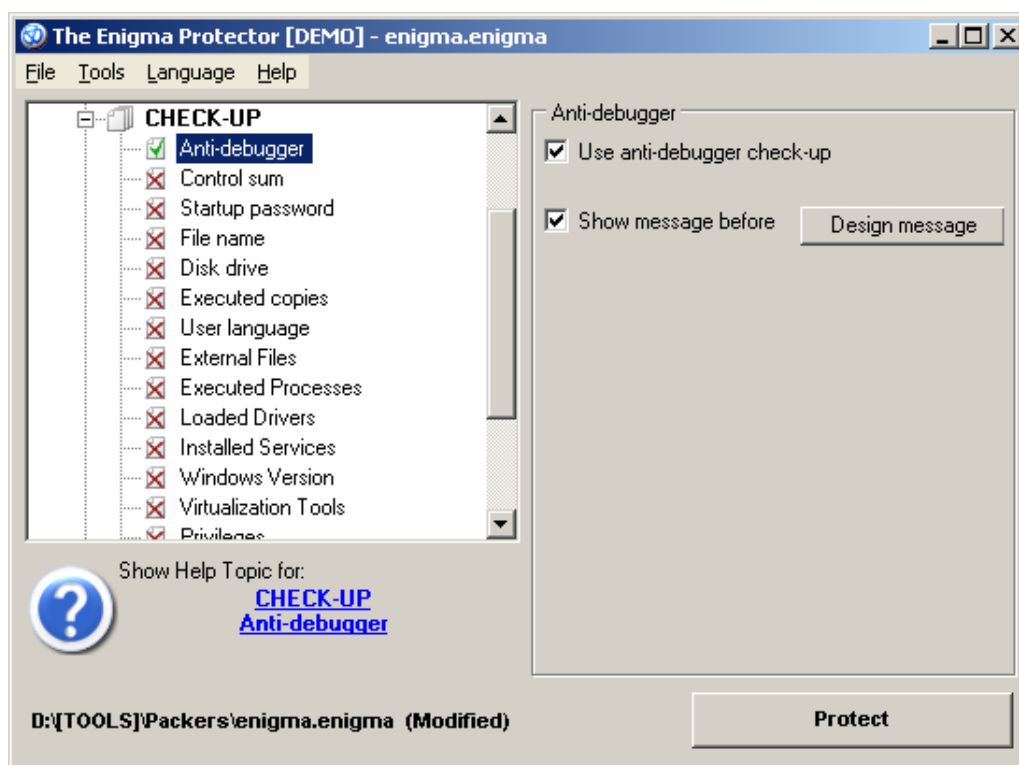 The Enigma Protector [DEMO] - enigma.enigma
File Tools Language Help
CHECK-UP
Anti-debugger
Control sum
Startup password
File name
Disk drive
Executed copies
User language
External Files
Executed Processes
Loaded Drivers
Installed Services
Windows Version
Virtualization Tools
Privileges
Show Help Topic for:
CHECK-UP
Anti-debugger
Anti-debugger
Use anti-debugger check-up
Show message before
Design message
D:\[TOOLS]\Packers\enigma.enigma (Modified)
Protect